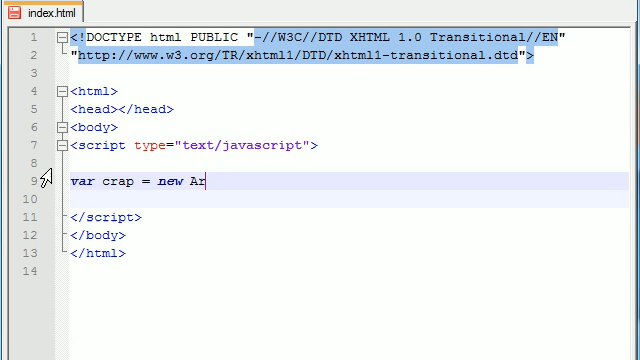 index.html
1 <!DOCTYPE html PUBLIC "-//W3C//DTD XHTML 1.0 Transitional//EN"
2 "http://www.w3.org/TR/xhtml1/DTD/xhtml1-transitional.dtd">
3
4 <html>
5 <head></head>
6 <body>
7 <script type="text/javascript">
8
9 var crap = new Ar
10
11 </script>
12 </body>
13 </html>
14